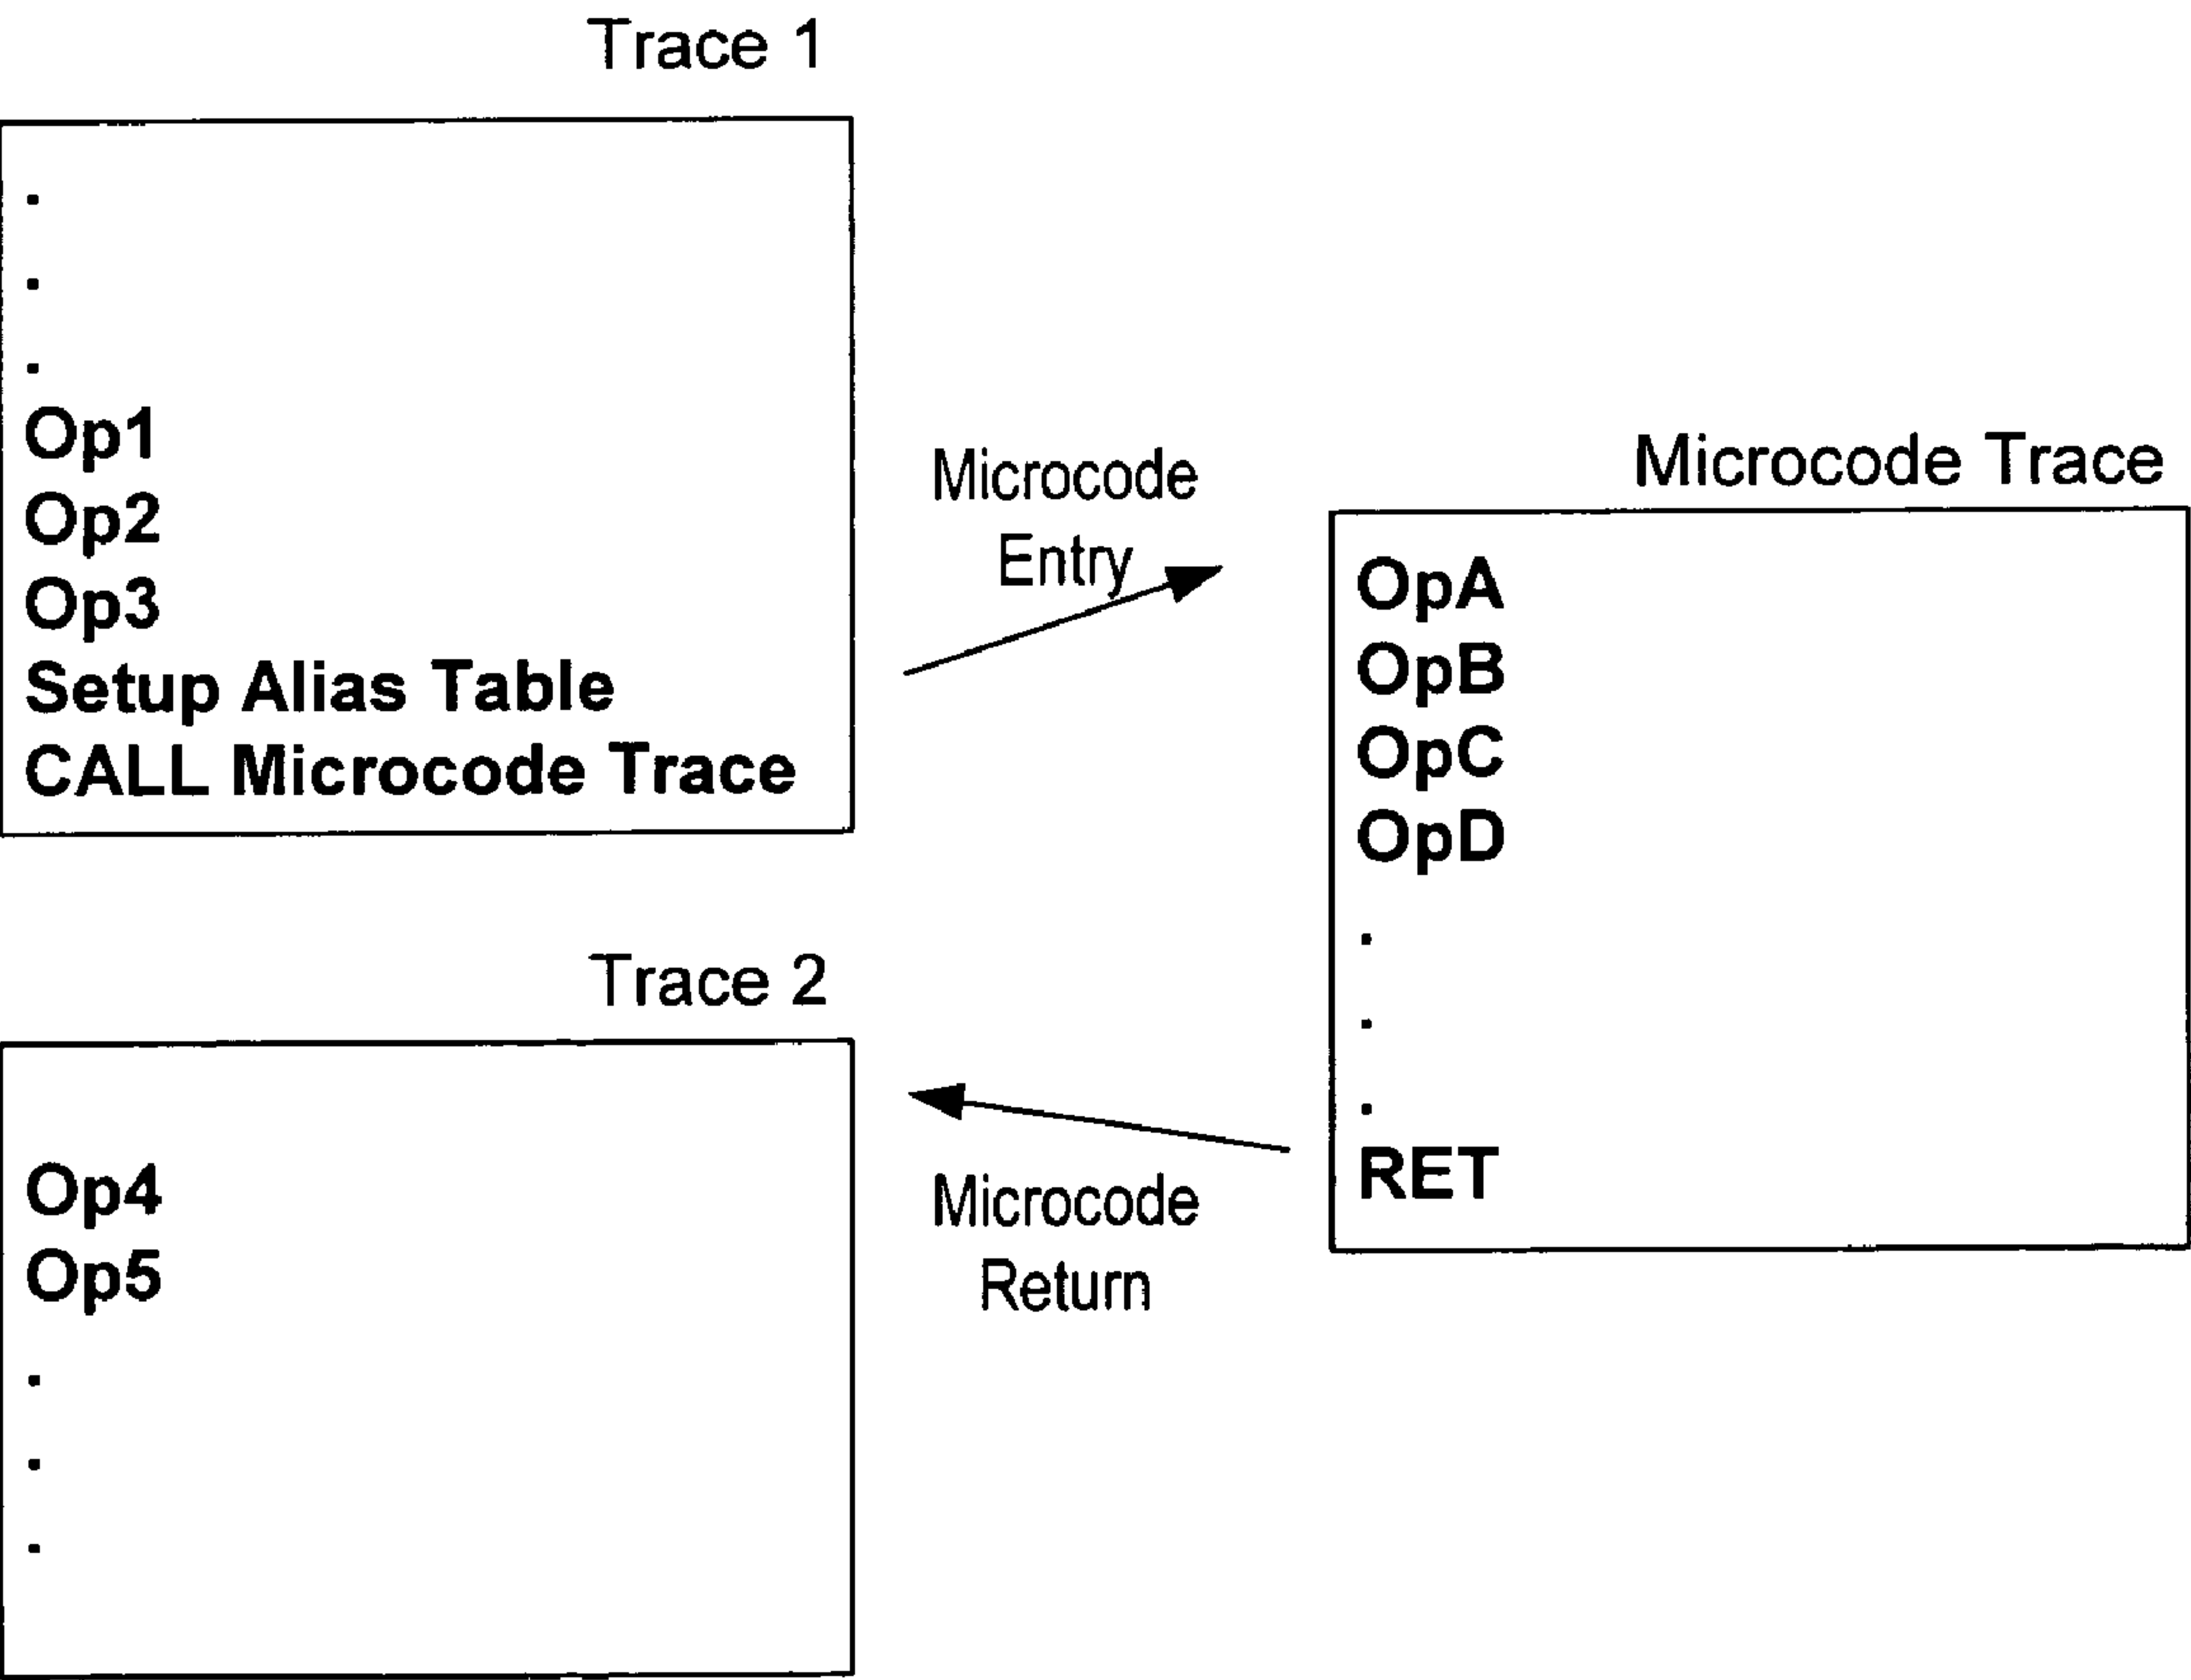 Trace 1
.
.
.
Op1
Op2
Op3
Setup Alias Table
CALL Microcode Trace
Microcode
Entry
Microcode Trace
OpA
OpB
OpC
OpD
.
.
.
RET
Microcode
Return
Trace 2
Op4
Op5
.
.
.